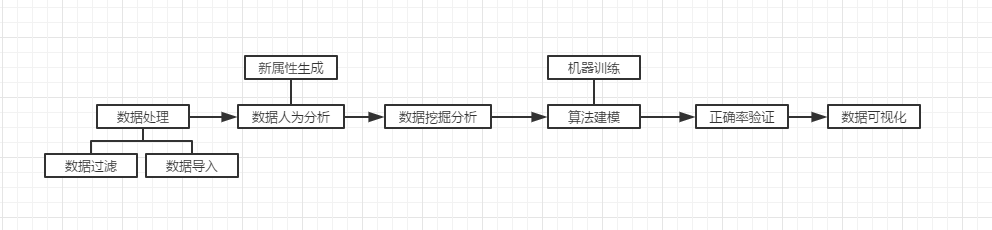 新属性生成
机器训练
数据处理
数据人为分析
数据挖掘分析
算法建模
正确率验证
数据可视化
数据过滤
数据导入